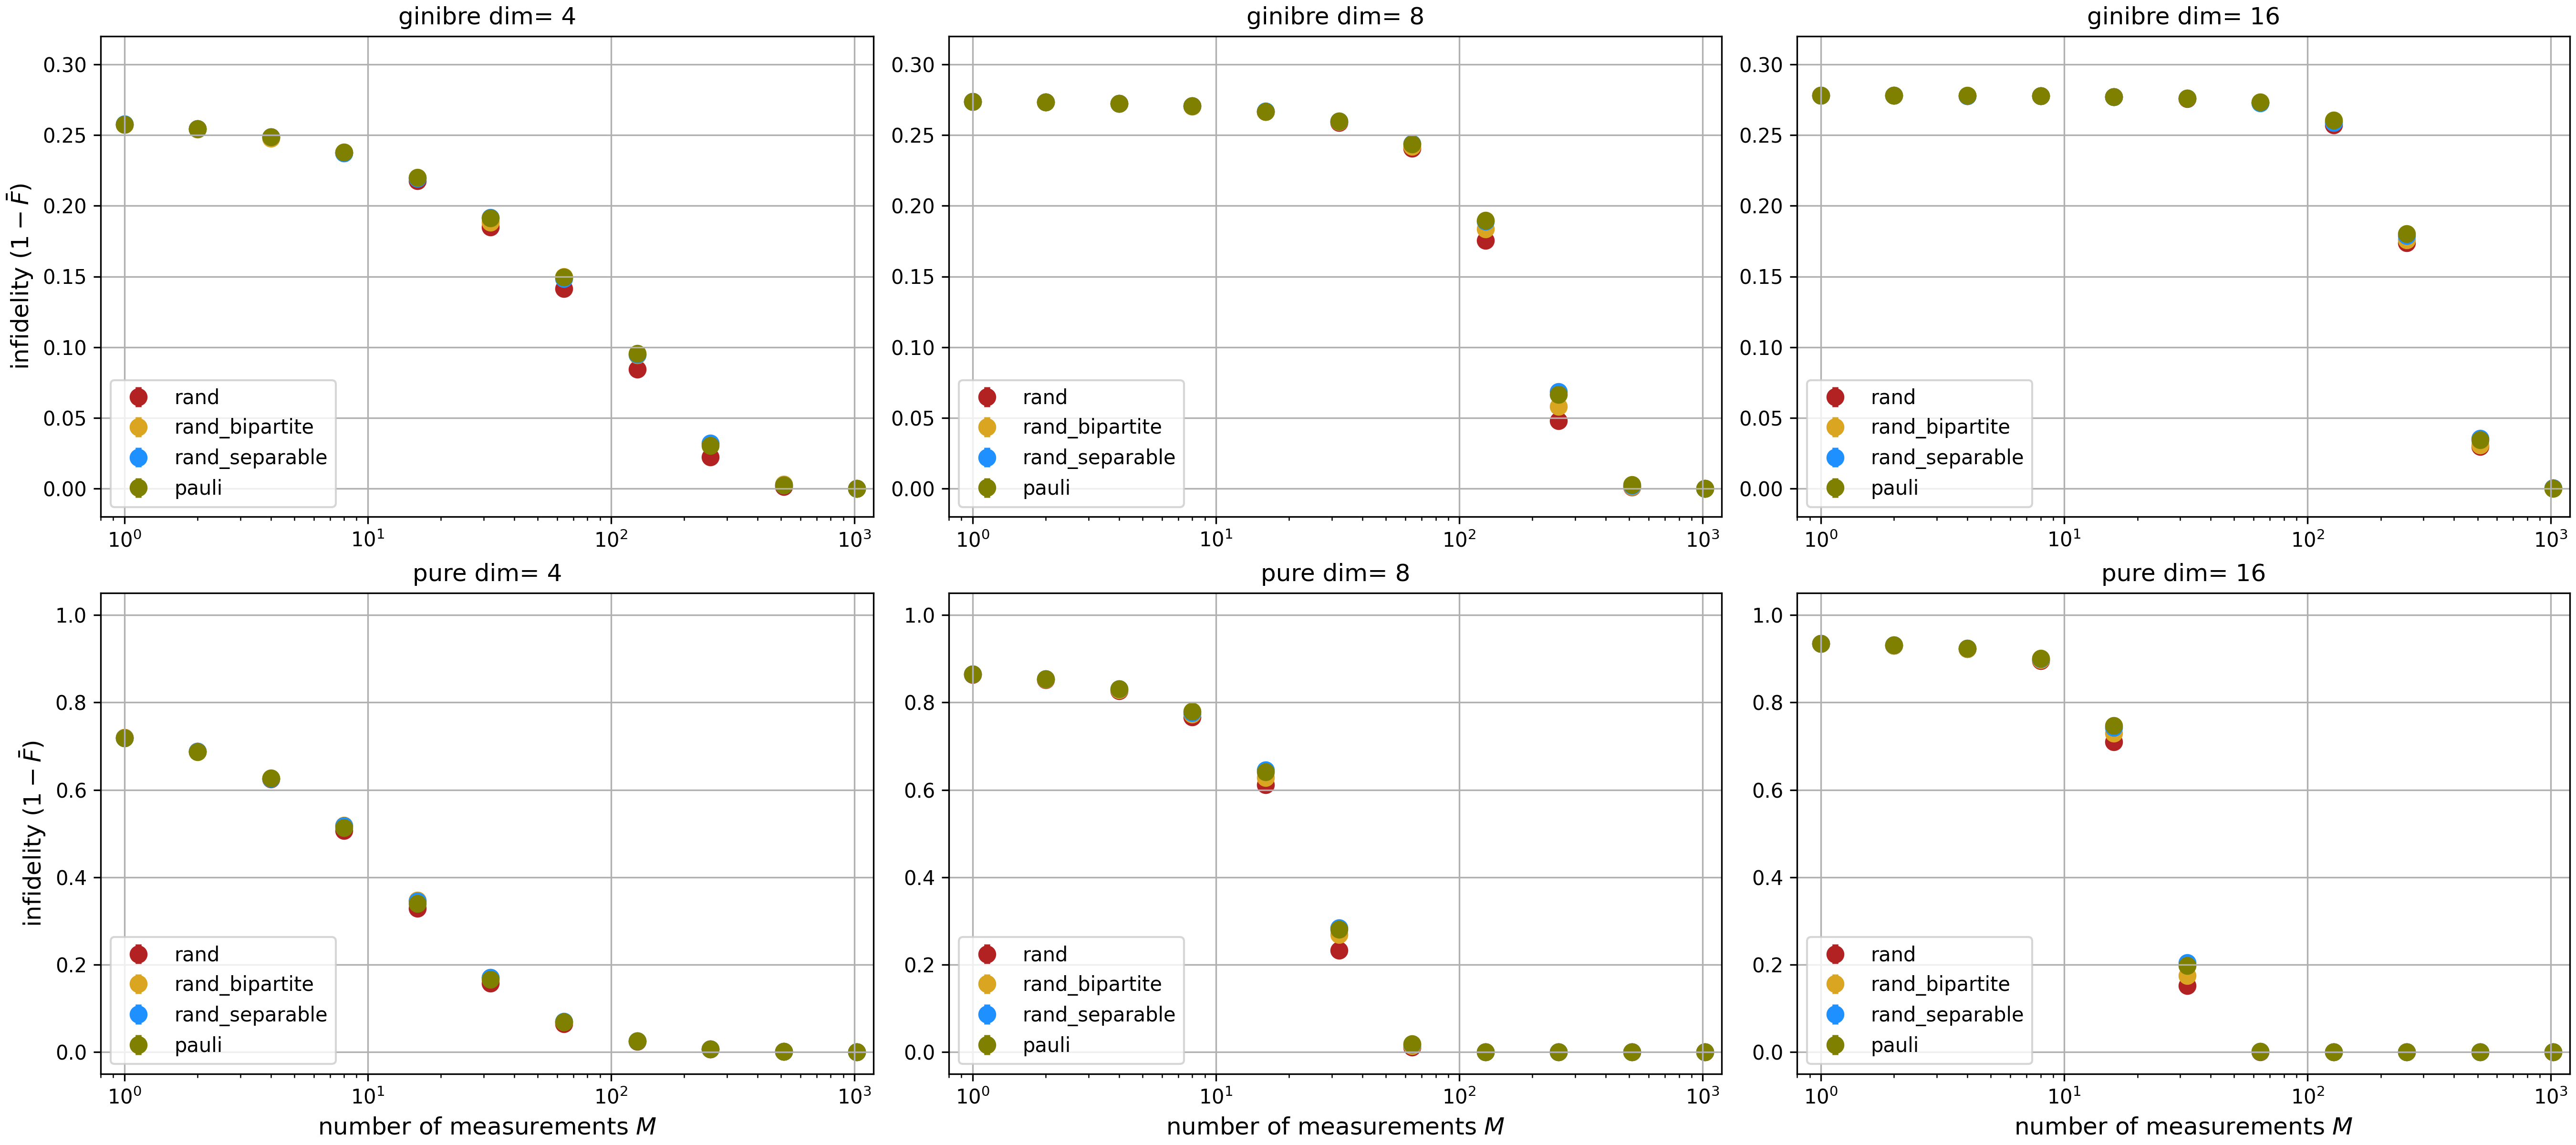 ginibre dim= 4
ginibre dim= 8
ginibre dim= 16
infidelity (1 − F̄)
0.30
0.25
0.20
0.15
0.10
0.05
0.00
rand
rand_bipartite
rand_separable
pauli
10⁰
10¹
10²
10³
0.30
0.25
0.20
0.15
0.10
0.05
0.00
rand
rand_bipartite
rand_separable
pauli
10⁰
10¹
10²
10³
0.30
0.25
0.20
0.15
0.10
0.05
0.00
rand
rand_bipartite
rand_separable
pauli
10⁰
10¹
10²
10³
pure dim= 4
pure dim= 8
pure dim= 16
infidelity (1 − F̄)
1.0
0.8
0.6
0.4
0.2
0.0
rand
rand_bipartite
rand_separable
pauli
10⁰
10¹
10²
10³
number of measurements M
1.0
0.8
0.6
0.4
0.2
0.0
rand
rand_bipartite
rand_separable
pauli
10⁰
10¹
10²
10³
number of measurements M
1.0
0.8
0.6
0.4
0.2
0.0
rand
rand_bipartite
rand_separable
pauli
10⁰
10¹
10²
10³
number of measurements M